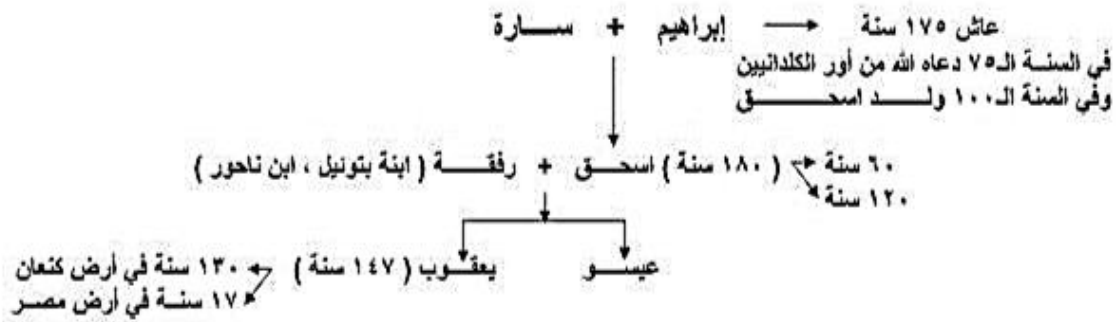 عاش ١٧٥ سنة ← إبراهيم + سارة
في السنة الـ٧٥ دعاه الله من أور الكلدانيين
وفي السنة الـ١٠٠ ولد اسحق
٦٠ سنة ( ١٨٠ سنة ) اسحق + رفقة ( ابنة بتوئيل ، ابن ناحور )
١٢٠ سنة
عيسو يعقوب ( ١٤٧ سنة ) ١٣٠ سنة في أرض كنعان
١٧ سنة في أرض مصر